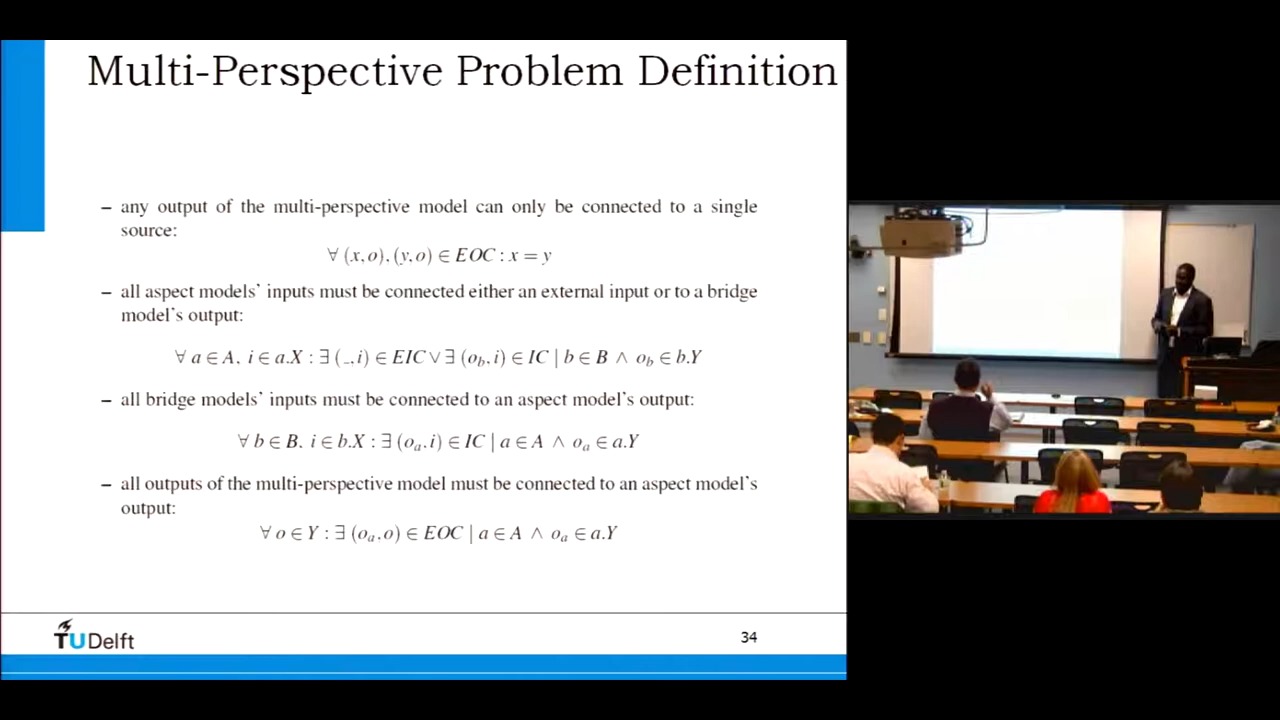 Multi-Perspective Problem Definition
– any output of the multi-perspective model can only be connected to a single
source:
∀ (x,o),(y,o) ∈ EOC : x = y
– all aspect models' inputs must be connected either an external input or to a bridge
model's output:
∀ a ∈ A, i ∈ a.X : ∃ (_,i) ∈ EIC ∨ ∃ (o_b,i) ∈ IC | b ∈ B ∧ o_b ∈ b.Y
– all bridge models' inputs must be connected to an aspect model's output:
∀ b ∈ B, i ∈ b.X : ∃ (o_a,i) ∈ IC | a ∈ A ∧ o_a ∈ a.Y
– all outputs of the multi-perspective model must be connected to an aspect model's
output:
∀ o ∈ Y : ∃ (o_a,o) ∈ EOC | a ∈ A ∧ o_a ∈ a.Y
TU Delft
34